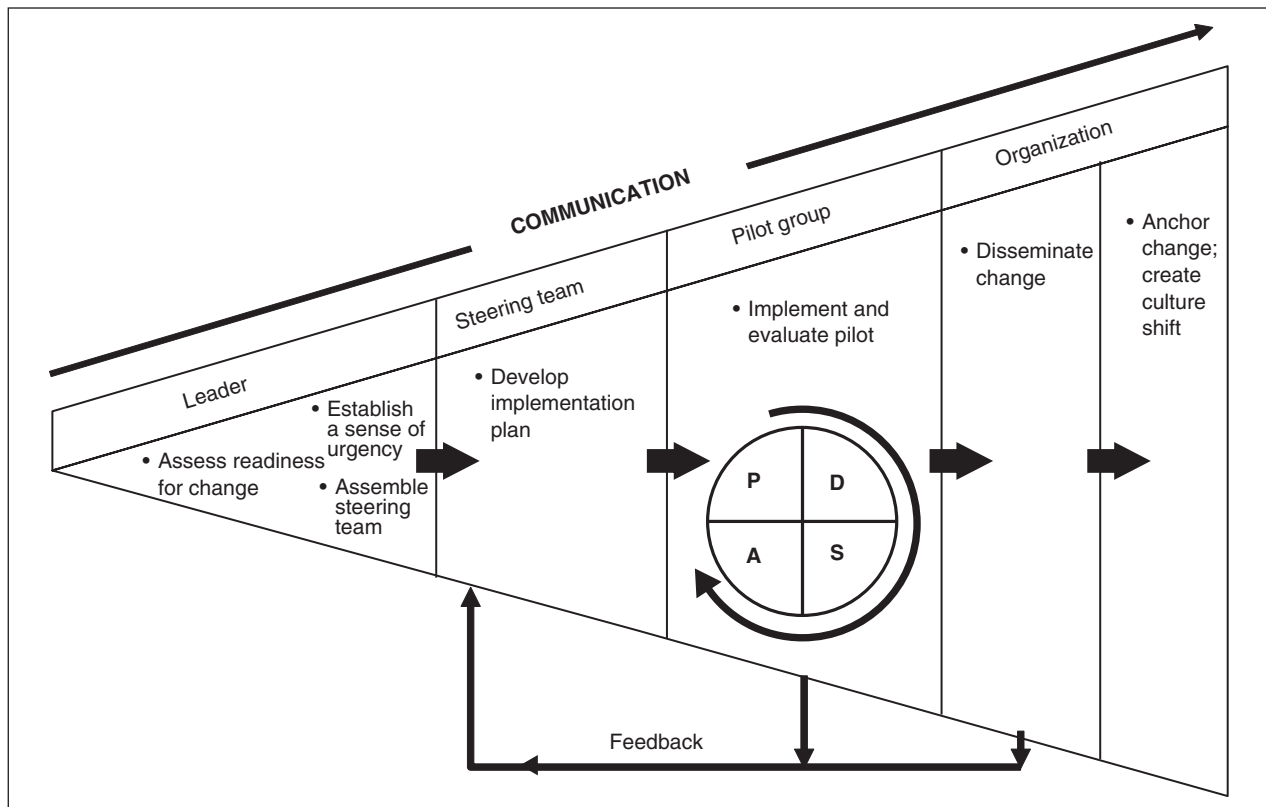 COMMUNICATION
Leader
Steering team
Pilot group
Organization
• Assess readiness
for change
• Establish
a sense of
urgency
• Assemble
steering
team
• Develop
implementation
plan
• Implement and
evaluate pilot
P
D
A
S
• Disseminate
change
• Anchor
change;
create
culture
shift
Feedback